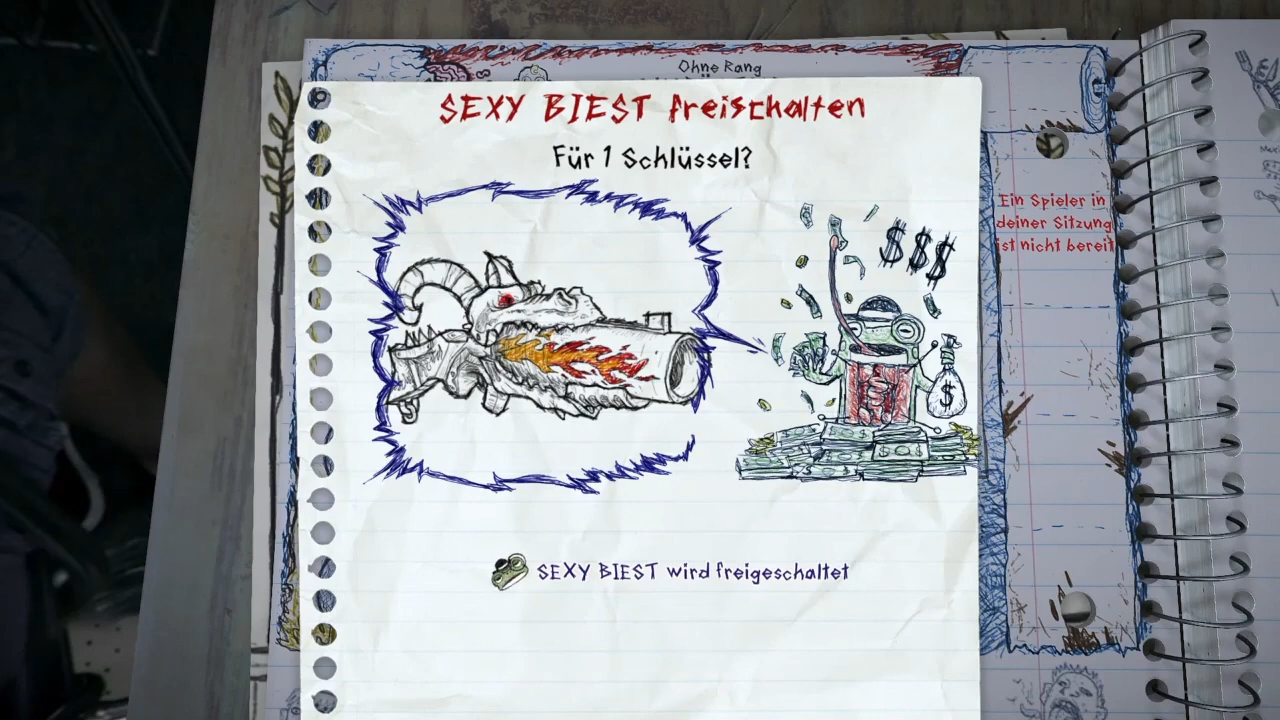 Ohne Rang
SEXY BIEST freischalten
Für 1 Schlüssel?
$$$
$
Ein Spieler in
deiner Sitzung
ist nicht bereit
SEXY BIEST wird freigeschaltet